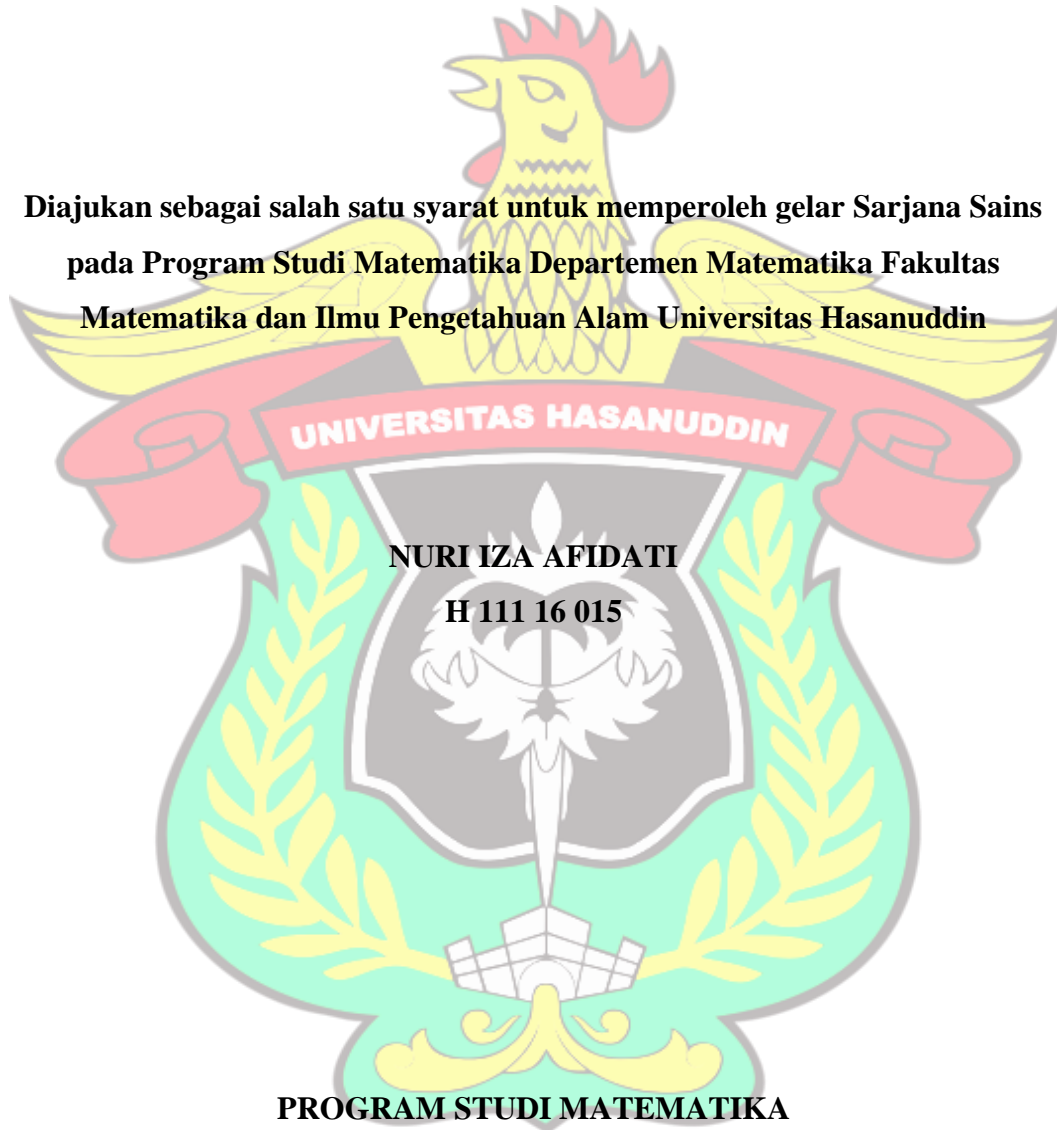 Diajukan sebagai salah satu syarat untuk memperoleh gelar Sarjana Sains
pada Program Studi Matematika Departemen Matematika Fakultas
Matematika dan Ilmu Pengetahuan Alam Universitas Hasanuddin
UNIVERSITAS HASANUDDIN
NURI IZA AFIDATI
H 111 16 015
PROGRAM STUDI MATEMATIKA